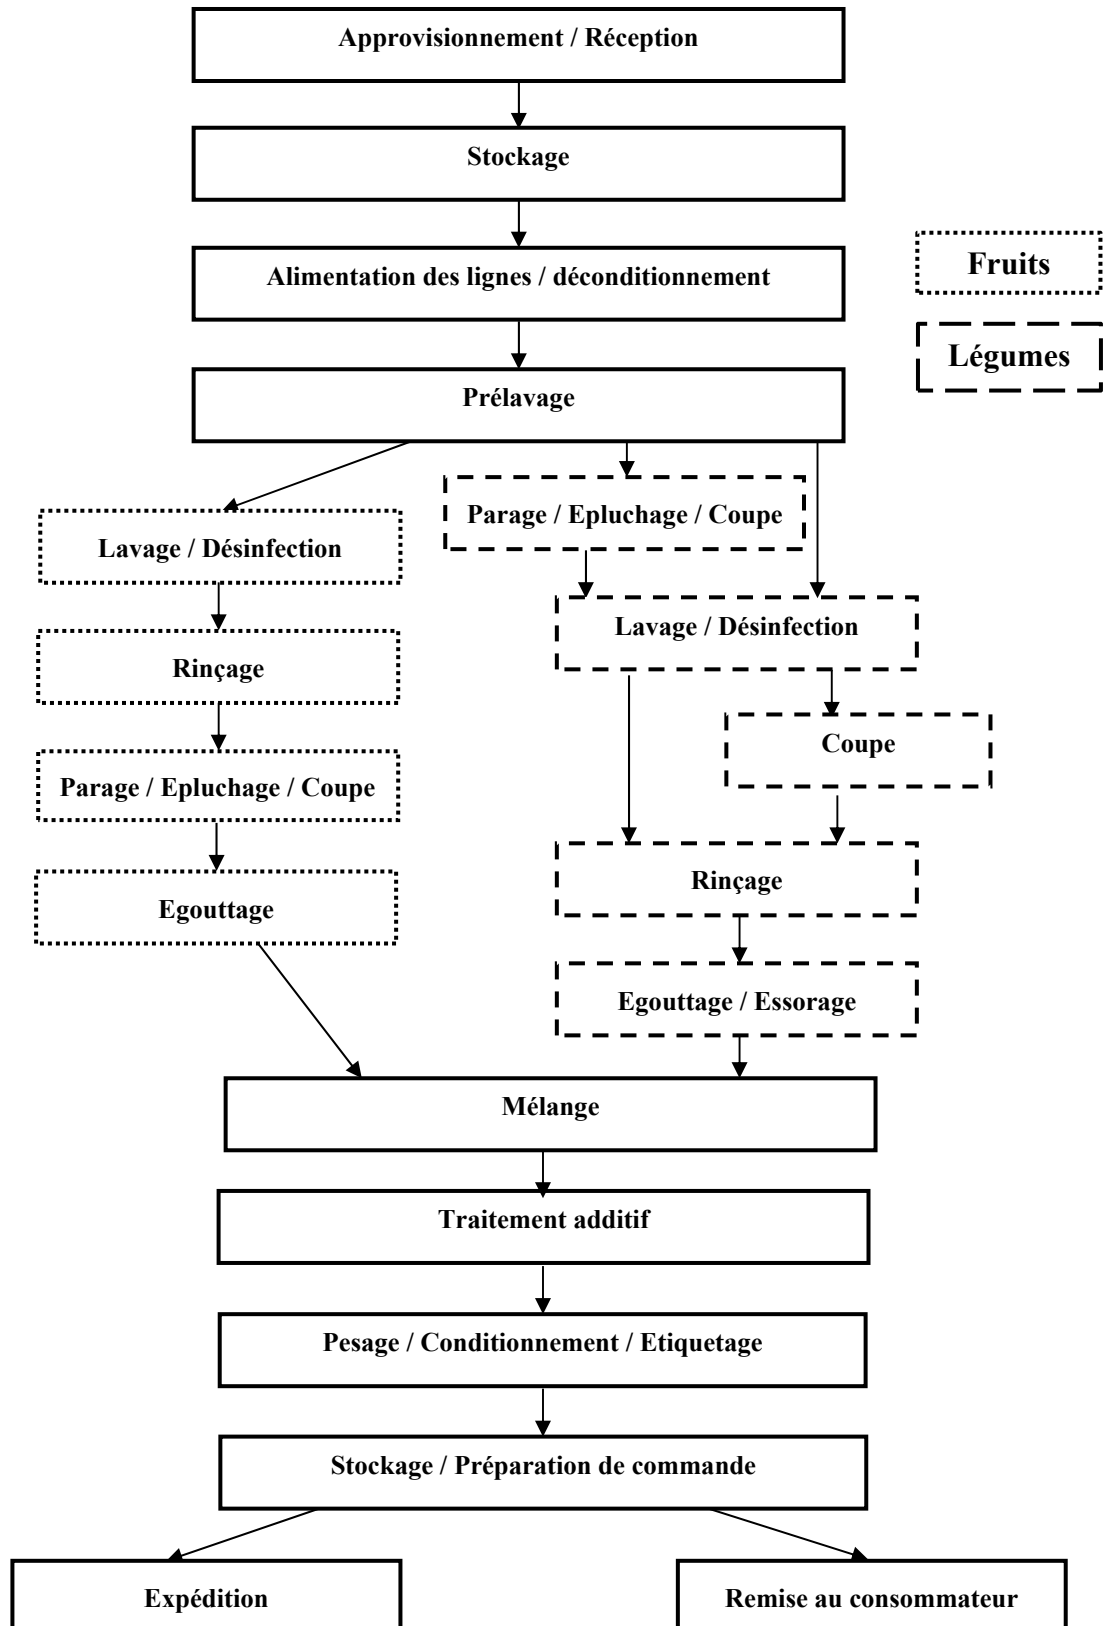 Approvisionnement / Réception
Stockage
Alimentation des lignes / déconditionnement
Fruits
Légumes
Prélavage
Parage / Epluchage / Coupe
Lavage / Désinfection
Lavage / Désinfection
Rinçage
Coupe
Parage / Epluchage / Coupe
Rinçage
Egouttage
Egouttage / Essorage
Mélange
Traitement additif
Pesage / Conditionnement / Etiquetage
Stockage / Préparation de commande
Expédition
Remise au consommateur